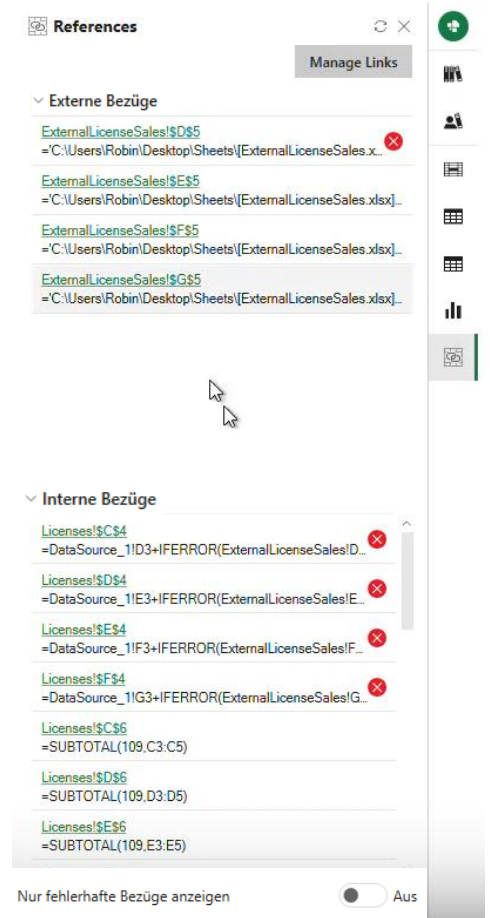 References
Manage Links
Externe Bezüge
ExternalLicenseSales!$D$5
='C:\Users\Robin\Desktop\Sheets\[ExternalLicenseSales.x...
ExternalLicenseSales!$E$5
='C:\Users\Robin\Desktop\Sheets\[ExternalLicenseSales.xlsx]...
ExternalLicenseSales!$F$5
='C:\Users\Robin\Desktop\Sheets\[ExternalLicenseSales.xlsx]...
ExternalLicenseSales!$G$5
='C:\Users\Robin\Desktop\Sheets\[ExternalLicenseSales.xlsx]...
Interne Bezüge
Licenses!$C$4
=DataSource_1!D3+IFERROR(ExternalLicenseSales!D...
Licenses!$D$4
=DataSource_1!E3+IFERROR(ExternalLicenseSales!E...
Licenses!$E$4
=DataSource_1!F3+IFERROR(ExternalLicenseSales!F...
Licenses!$F$4
=DataSource_1!G3+IFERROR(ExternalLicenseSales!G...
Licenses!$C$6
=SUBTOTAL(109,C3:C5)
Licenses!$D$6
=SUBTOTAL(109,D3:D5)
Licenses!$E$6
=SUBTOTAL(109,E3:E5)
Nur fehlerhafte Bezüge anzeigen Aus